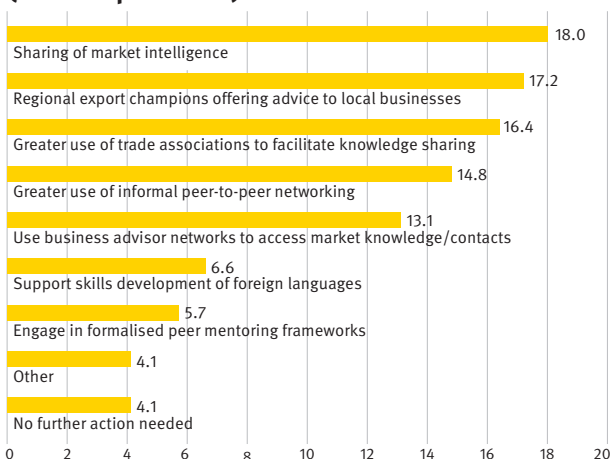 18.0
Sharing of market intelligence
17.2
Regional export champions offering advice to local businesses
16.4
Greater use of trade associations to facilitate knowledge sharing
14.8
Greater use of informal peer-to-peer networking
13.1
Use business advisor networks to access market knowledge/contacts
6.6
Support skills development of foreign languages
5.7
Engage in formalised peer mentoring frameworks
4.1
Other
4.1
No further action needed
0 2 4 6 8 10 12 14 16 18 20